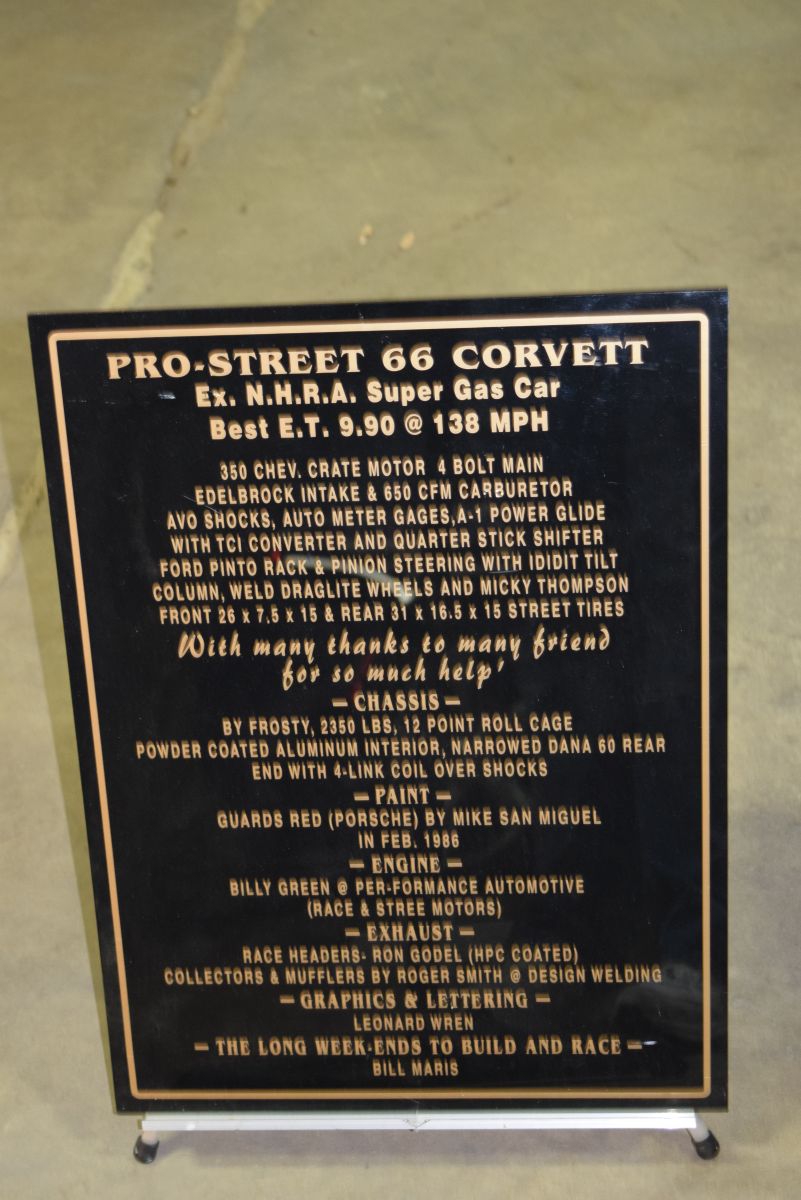 PRO-STREET 66 CORVETT
Ex. N.H.R.A. Super Gas Car
Best E.T. 9.90 @ 138 MPH
350 CHEV. CRATE MOTOR 4 BOLT MAIN
EDELBROCK INTAKE & 650 CFM CARBURETOR
AVO SHOCKS, AUTO METER GAGES,A-1 POWER GLIDE
WITH TCI CONVERTER AND QUARTER STICK SHIFTER
FORD PINTO RACK & PINION STEERING WITH IDIDIT TILT
COLUMN, WELD DRAGLITE WHEELS AND MICKY THOMPSON
FRONT 26 x 7.5 x 15 & REAR 31 x 16.5 x 15 STREET TIRES
With many thanks to many friend
for so much help'
- CHASSIS -
BY FROSTY, 2350 LBS, 12 POINT ROLL CAGE
POWDER COATED ALUMINUM INTERIOR, NARROWED DANA 60 REAR
END WITH 4-LINK COIL OVER SHOCKS
- PAINT -
GUARDS RED (PORSCHE) BY MIKE SAN MIGUEL
IN FEB. 1986
- ENGINE -
BILLY GREEN @ PER-FORMANCE AUTOMOTIVE
(RACE & STREE MOTORS)
- EXHAUST -
RACE HEADERS- RON GODEL (HPC COATED)
COLLECTORS & MUFFLERS BY ROGER SMITH @ DESIGN WELDING
- GRAPHICS & LETTERING -
LEONARD WREN
- THE LONG WEEK-ENDS TO BUILD AND RACE -
BILL MARIS